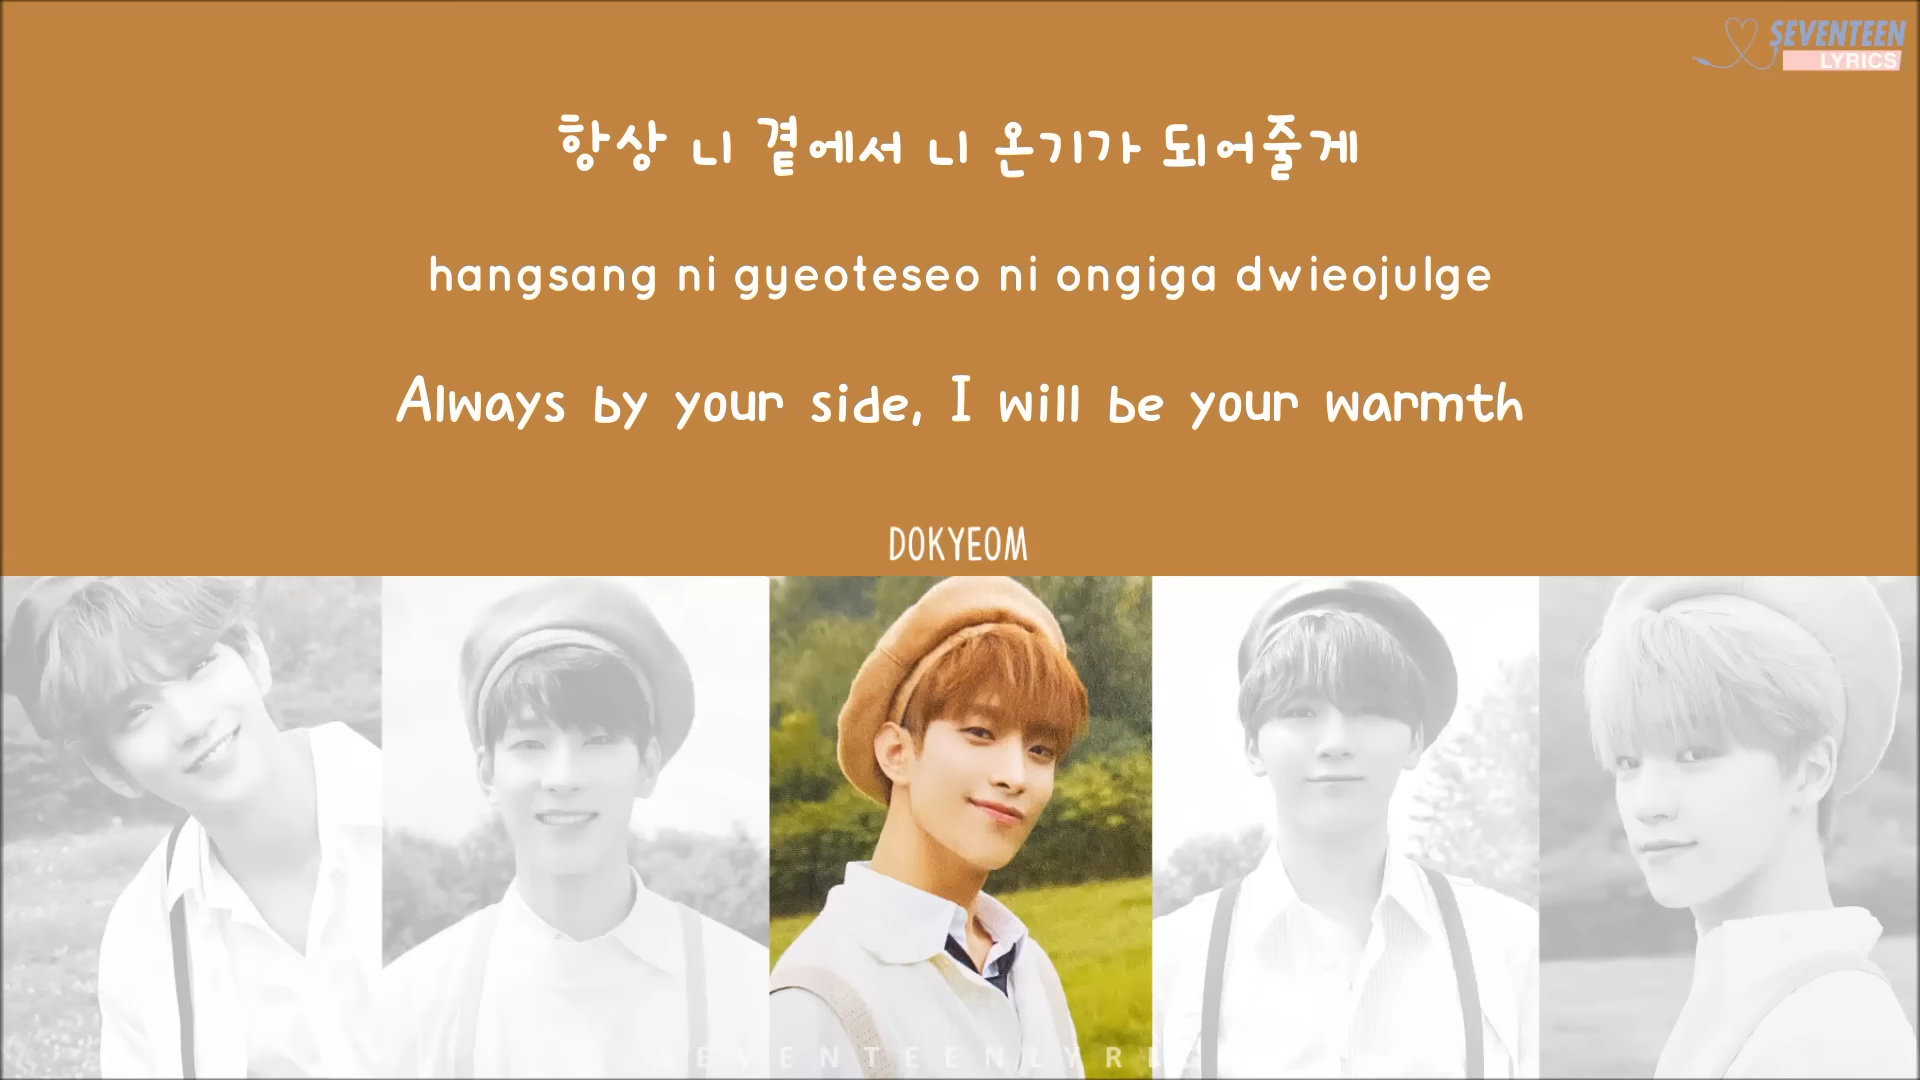 SEVENTEEN
LYRICS
항상 니 곁에서 니 온기가 되어줄게
hangsang ni gyeoteseo ni ongiga dwieojulge
Always by your side, I will be your warmth
DOKYEOM
SEVENTEENLYRIC